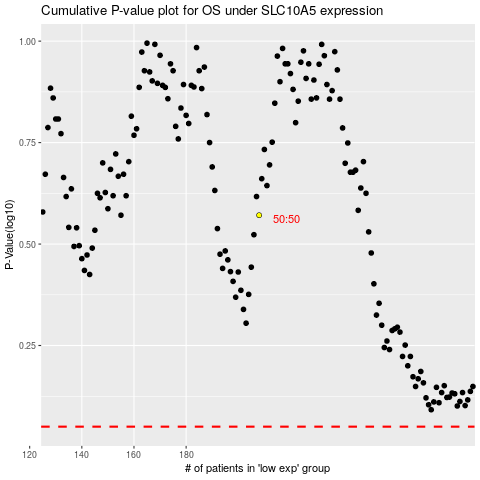 Cumulative P-value plot for OS under SLC10A5 expression
P-Value(log10)
1.00
0.75
0.50
0.25
50:50
120 140 160 180
# of patients in 'low exp' group